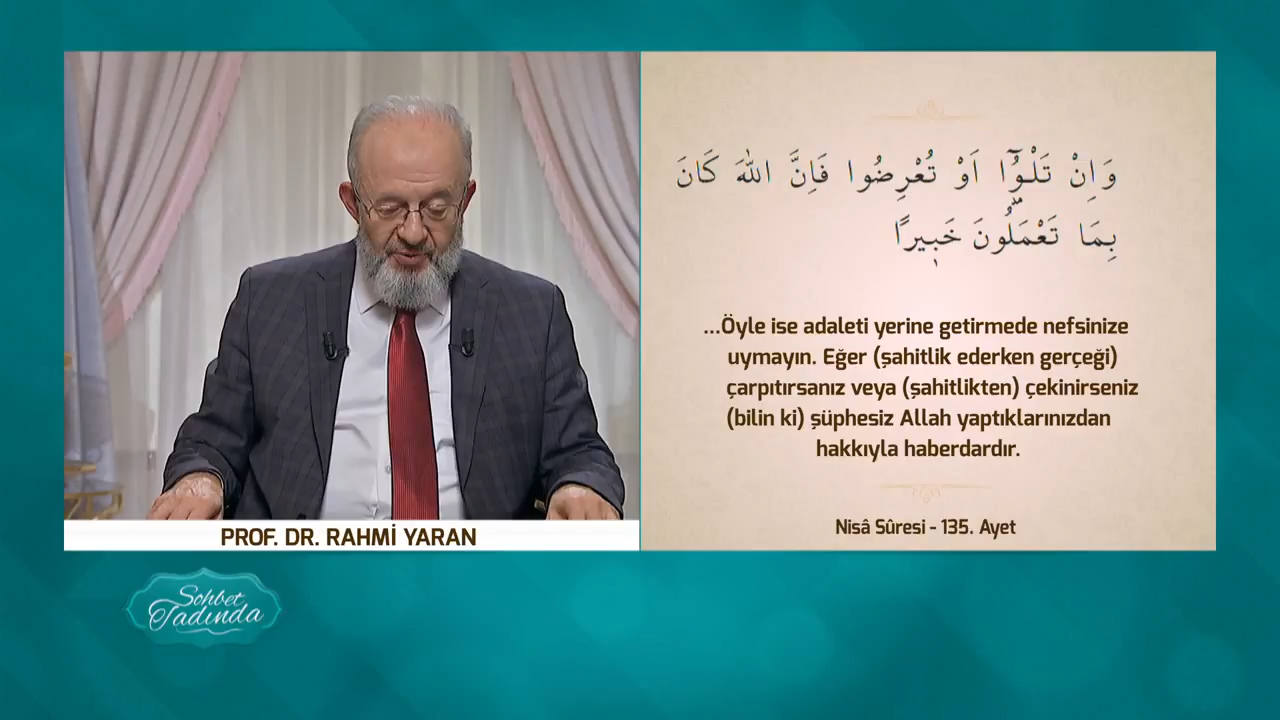 وَاِنْ تَلْوُٓۥا اَوْ تُعْرِضُوا فَاِنَّ اللّٰهَ كَانَ
بِمَا تَعْمَلُونَ خَبٖيرًا
...Öyle ise adaleti yerine getirmede nefsinize
uymayın. Eğer (şahitlik ederken gerçeği)
çarpıtırsanız veya (şahitlikten) çekinirseniz
(bilin ki) şüphesiz Allah yaptıklarınızdan
hakkıyla haberdardır.
Nisâ Sûresi - 135. Ayet
PROF. DR. RAHMİ YARAN
Sohbet
Tadında